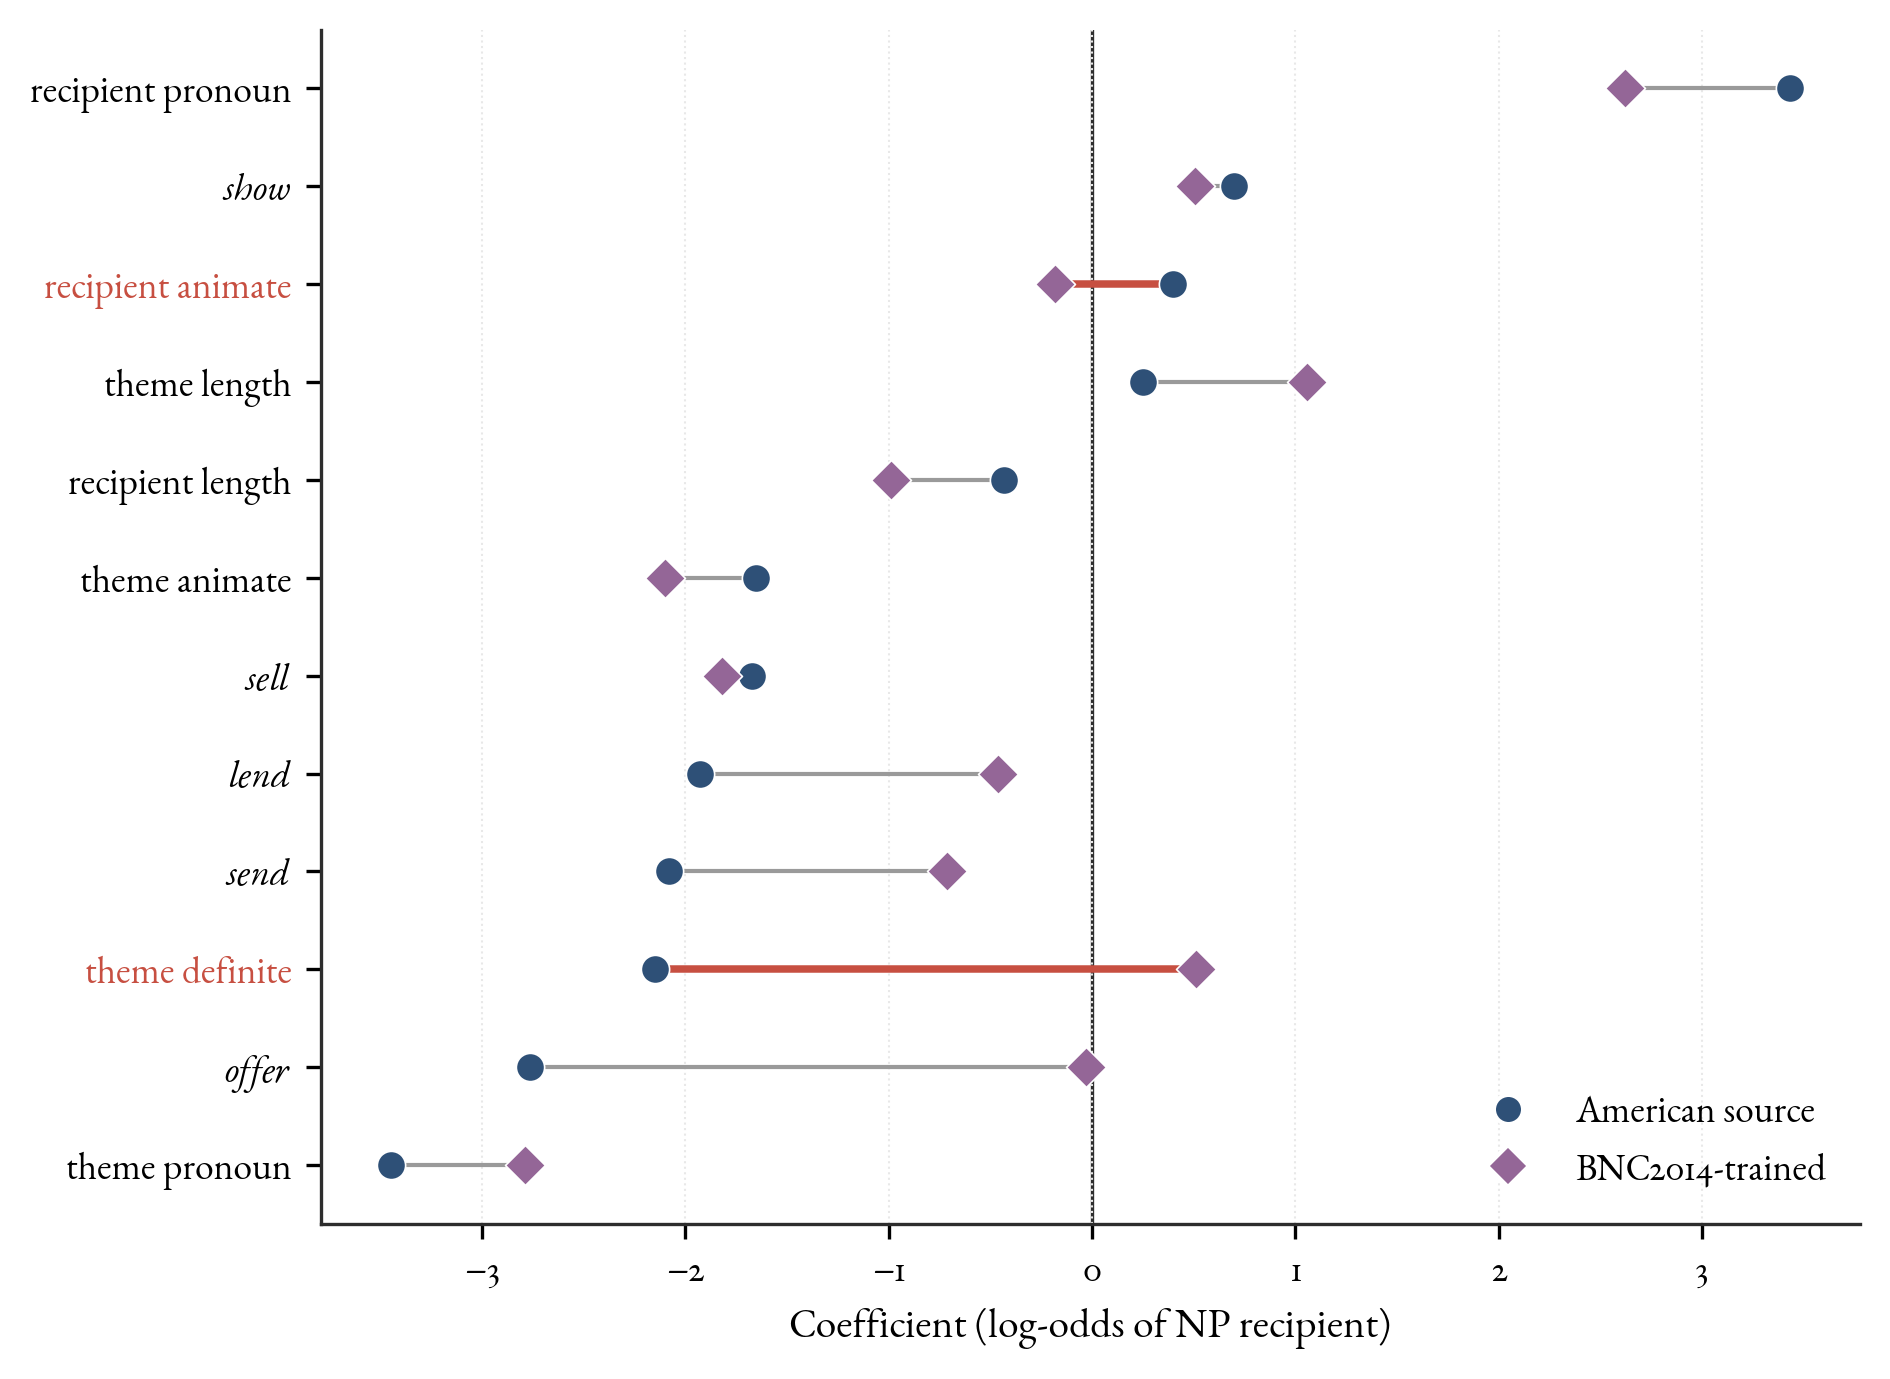 recipient pronoun
show
recipient animate
theme length
recipient length
theme animate
sell
lend
send
theme definite
offer
theme pronoun
American source
BNC2014-trained
−3 −2 −1 0 1 2 3
Coefficient (log-odds of NP recipient)